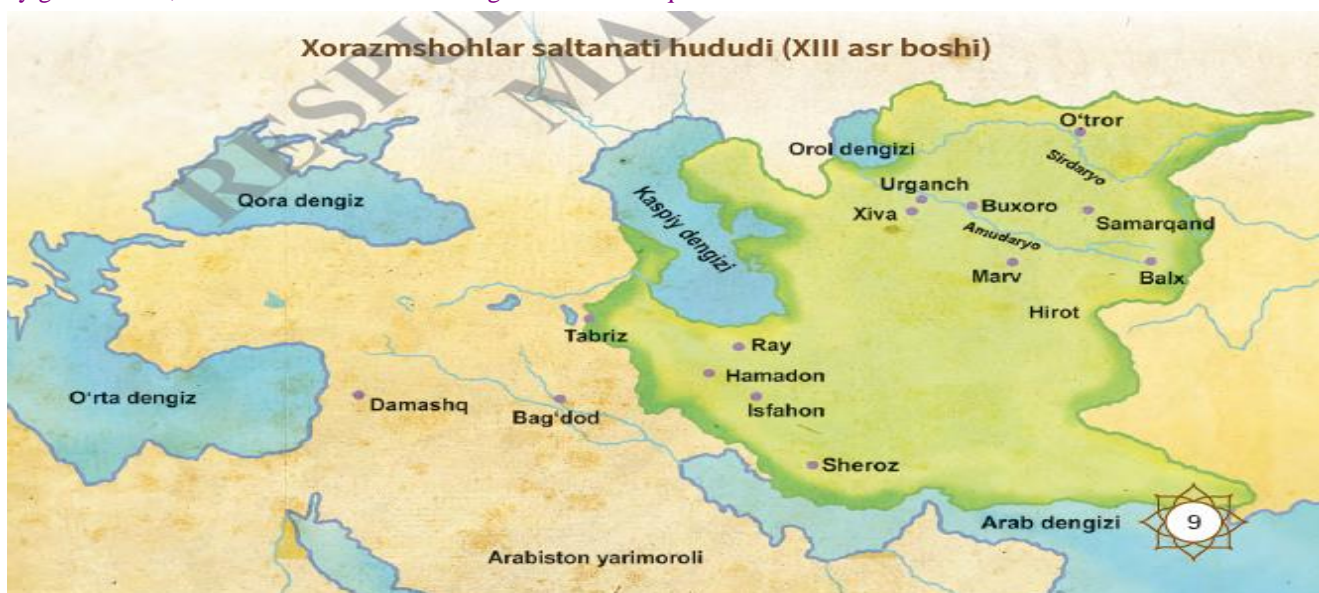 Xorazmshohlar saltanati hududi (XIII asr boshi)
O‘tror
Orol dengizi
Sirdaryo
Urganch
Qora dengiz
Kaspiy dengizi
Xiva
Buxoro
Samarqand
Amudaryo
Marv
Balx
Hirot
Tabriz
Ray
Hamadon
O‘rta dengiz
Damashq
Bag‘dod
Isfahon
Sheroz
Arab dengizi
9
Arabiston yarimoroli